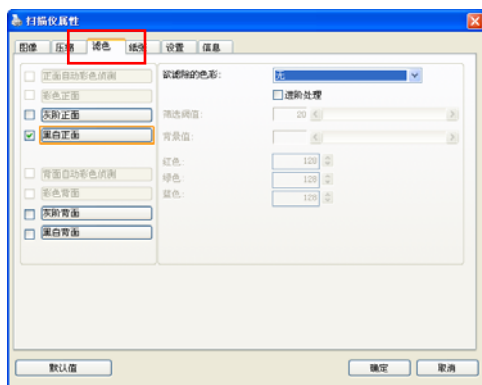 扫描仪属性
图像 压缩 滤色 纸张 设置 信息
正面自动彩色侦测
彩色正面
灰阶正面
黑白正面
背面自动彩色侦测
彩色背面
灰阶背面
黑白背面
欲滤除的色彩: 无
进阶处理
筛选阈值: 20
背景值:
红色: 128
绿色: 128
蓝色: 128
默认值 确定 取消